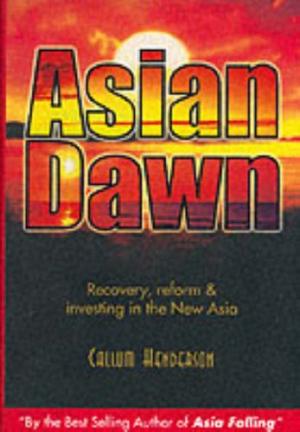 Asian
Dawn
Recovery, reform &
investing in the New Asia
Callum Henderson
"By the Best Selling Author of Asia Falling"